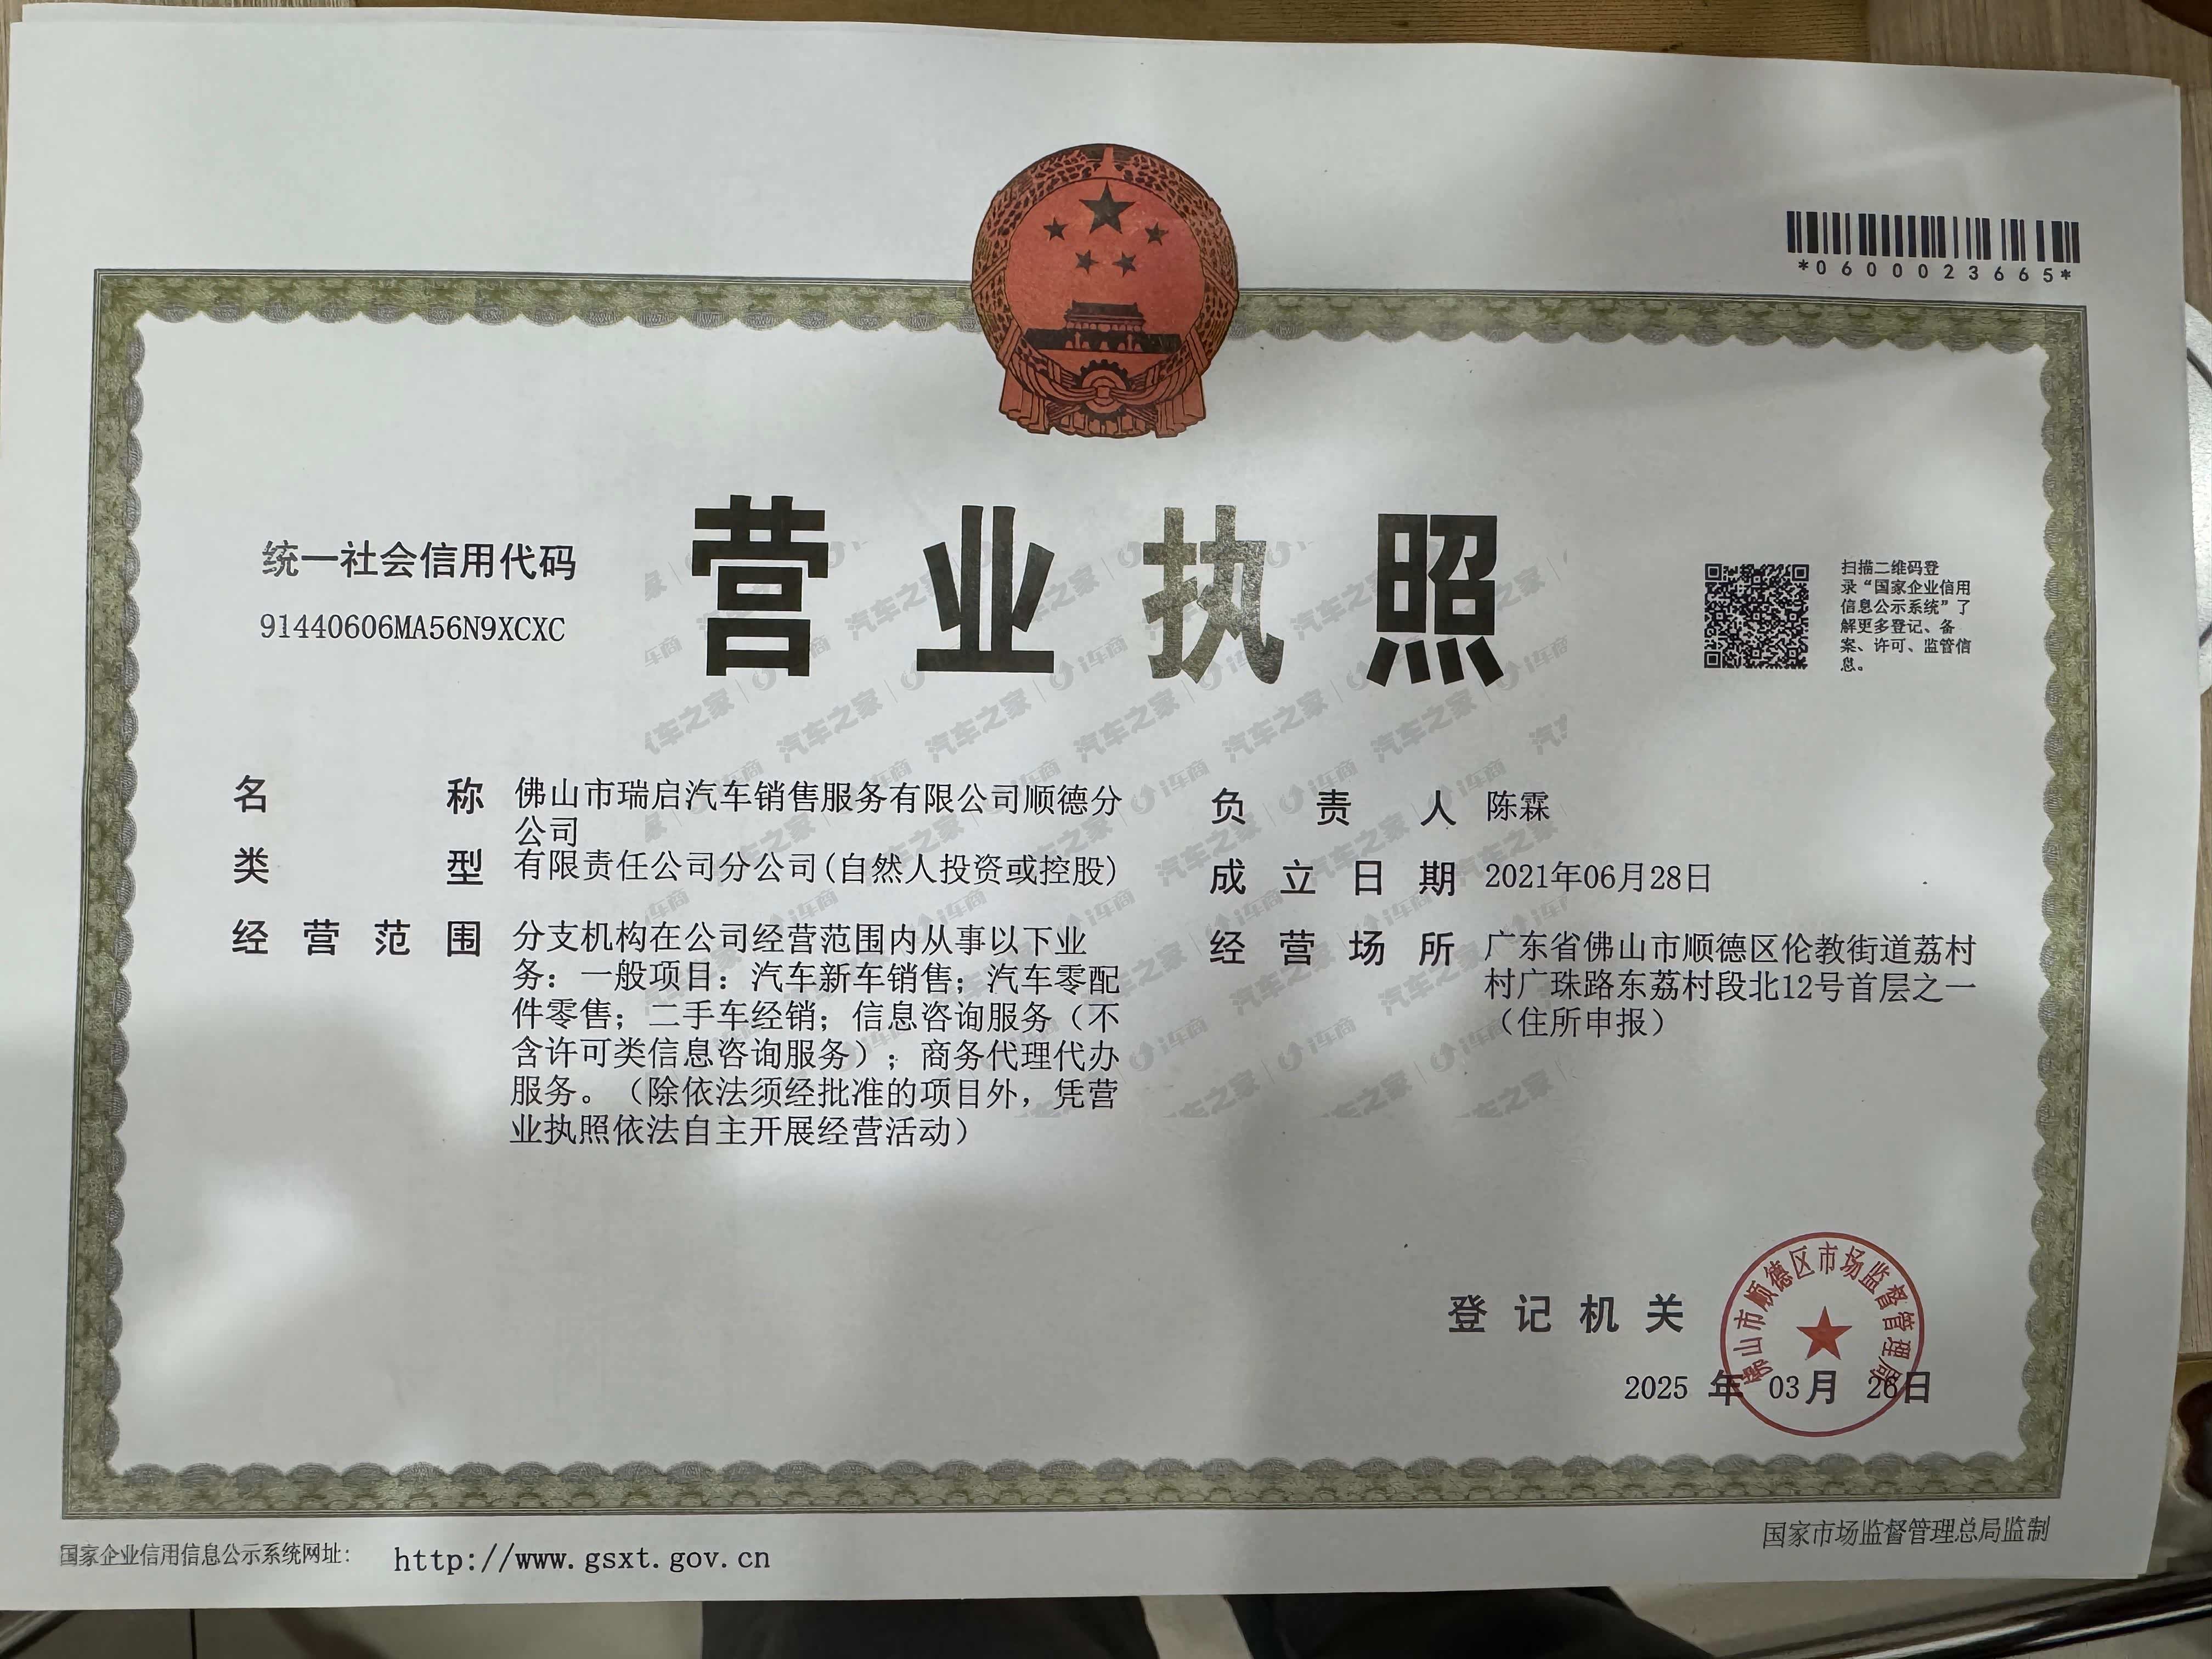 *0600023665*
营业执照
统一社会信用代码
91440606MA56N9XCXC
扫描二维码登
录“国家企业信用
信息公示系统”了
解更多登记、备
案、许可、监管信
息。
名称 佛山市瑞启汽车销售服务有限公司顺德分
公司
类型 有限责任公司分公司(自然人投资或控股)
经营范围 分支机构在公司经营范围内从事以下业
务：一般项目：汽车新车销售；汽车零配
件零售；二手车经销；信息咨询服务（不
含许可类信息咨询服务）；商务代理代办
服务。（除依法须经批准的项目外，凭营
业执照依法自主开展经营活动）
负责人 陈霖
成立日期 2021年06月28日
经营场所 广东省佛山市顺德区伦教街道荔村
村广珠路东荔村段北12号首层之一
（住所申报）
汽车之家 i车商
登记机关
佛山市顺德区市场监督管理局
2025 年 03月 26日
国家企业信用信息公示系统网址： http://www.gsxt.gov.cn
国家市场监督管理总局监制